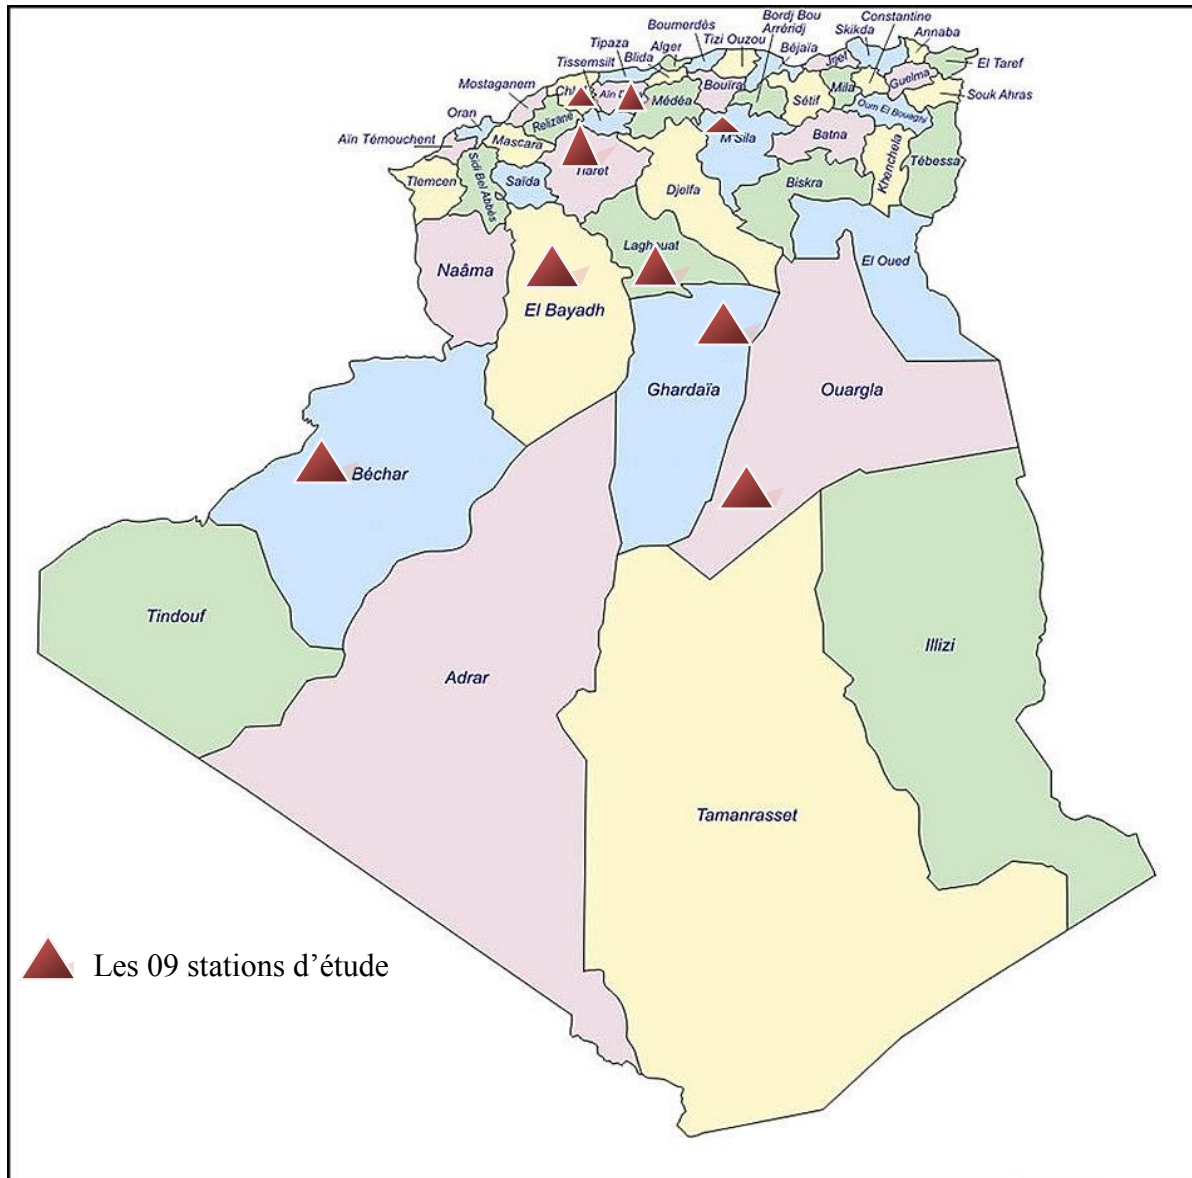 Bordj Bou
Arréridj
Constantine
Boumerdès
Skikda
Annaba
Tipaza
Alger
Tizi Ouzou
Béjaïa
Jijel
El Taref
Tissemsilt
Blida
Guelma
Mostaganem
Bouïra
Mila
Souk Ahras
Médéa
Sétif
Oum El Bouaghi
Oran
Relizane
Aïn Témouchent
Mascara
M'Sila
Batna
Khenchela
Tébessa
Tlemcen
Sidi Bel Abbès
Saïda
Tiaret
Djelfa
Biskra
Laghouat
El Oued
Naâma
El Bayadh
Ghardaïa
Ouargla
Béchar
Tindouf
Illizi
Adrar
Tamanrasset
Les 09 stations d'étude